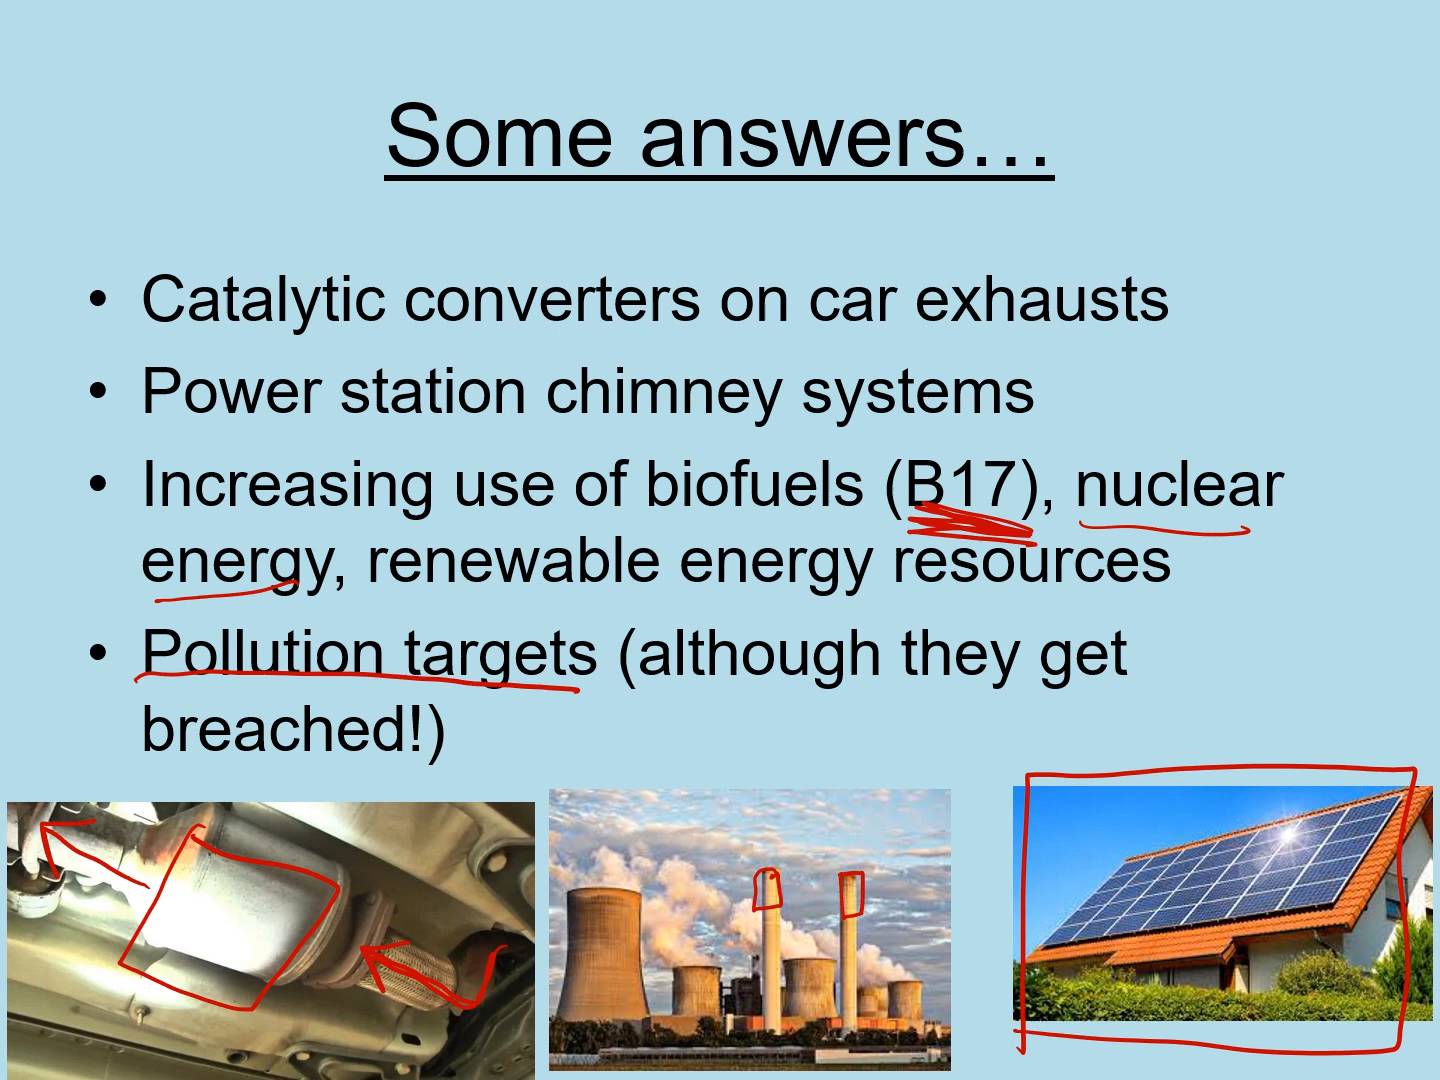 Some answers…
• Catalytic converters on car exhausts
• Power station chimney systems
• Increasing use of biofuels (B17), nuclear
energy, renewable energy resources
• Pollution targets (although they get
breached!)